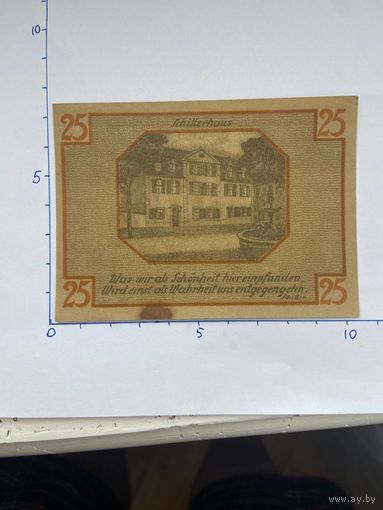 10
25 Schillerhaus 25
5
Was wir als Schönheit hier empfunden,
Wird einst als Wahrheit uns entgegengehn.
Schiller
25 25
0 5 10
www.ay.by